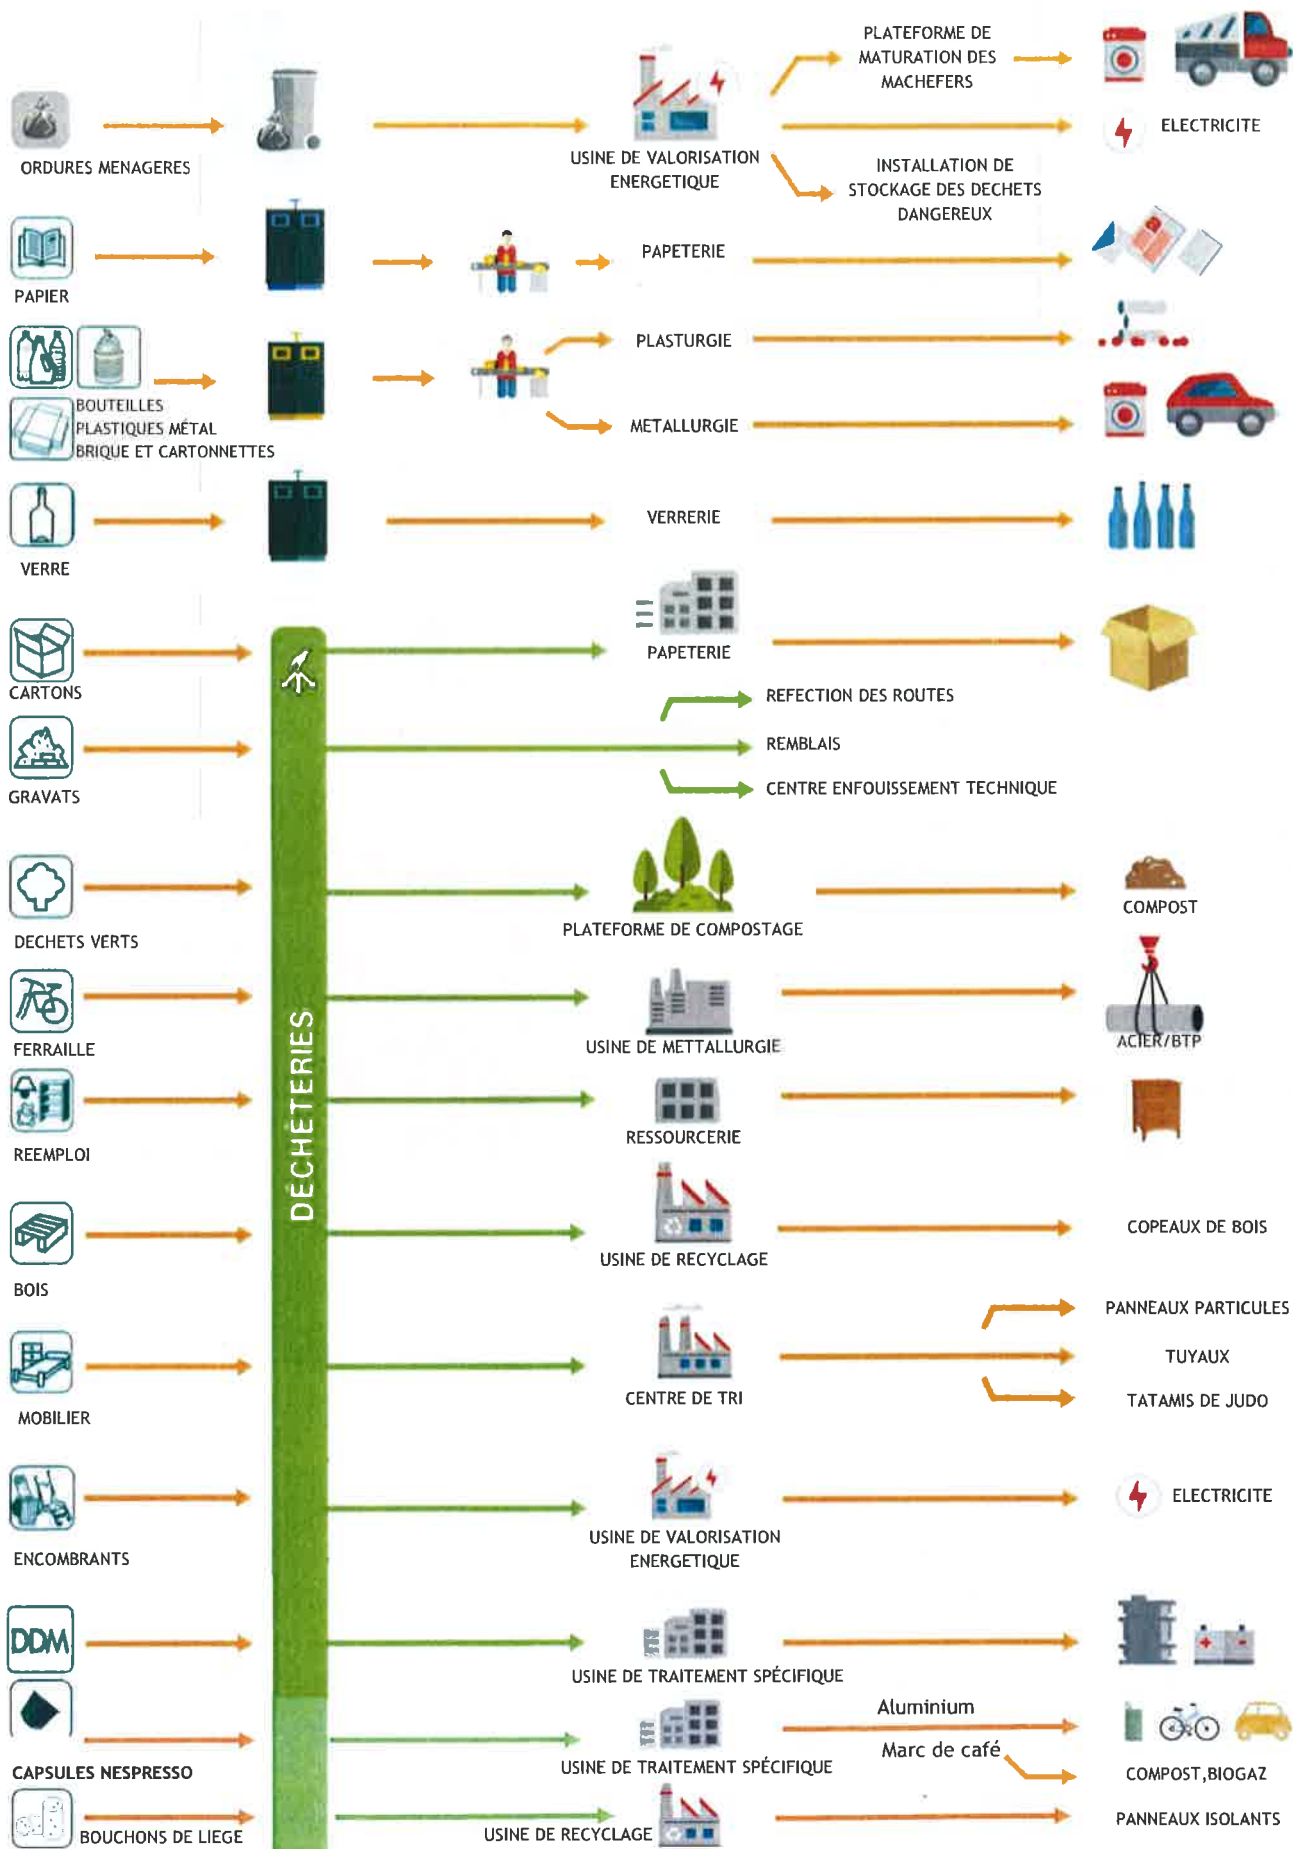 PLATEFORME DE
MATURATION DES
MACHEFERS
ORDURES MENAGERES
USINE DE VALORISATION
ENERGETIQUE
ELECTRICITE
INSTALLATION DE
STOCKAGE DES DECHETS
DANGEREUX
PAPIER
PAPETERIE
BOUTEILLES
PLASTIQUES MÉTAL
BRIQUE ET CARTONNETTES
PLASTURGIE
METALLURGIE
VERRE
VERRERIE
CARTONS
PAPETERIE
GRAVATS
REFECTION DES ROUTES
REMBLAIS
CENTRE ENFOUISSEMENT TECHNIQUE
DECHETERIES
DECHETS VERTS
PLATEFORME DE COMPOSTAGE
COMPOST
FERRAILLE
USINE DE METTALLURGIE
ACIER/BTP
REEMPLOI
RESSOURCERIE
BOIS
USINE DE RECYCLAGE
COPEAUX DE BOIS
MOBILIER
CENTRE DE TRI
PANNEAUX PARTICULES
TUYAUX
TATAMIS DE JUDO
ENCOMBRANTS
USINE DE VALORISATION
ENERGETIQUE
ELECTRICITE
DDM
USINE DE TRAITEMENT SPÉCIFIQUE
CAPSULES NESPRESSO
USINE DE TRAITEMENT SPÉCIFIQUE
Aluminium
Marc de café
COMPOST,BIOGAZ
BOUCHONS DE LIEGE
USINE DE RECYCLAGE
PANNEAUX ISOLANTS